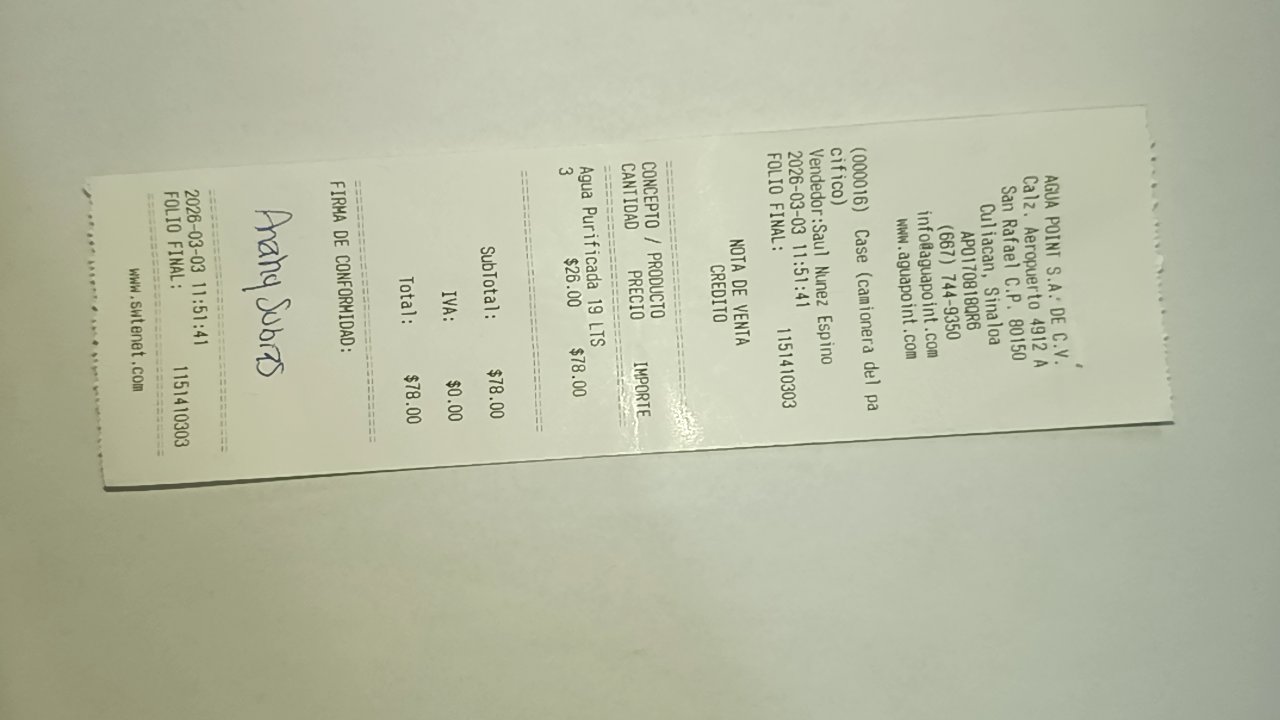 AGUA POINT S.A. DE C.V.
Calz. Aeropuerto 4912 A
San Rafael C.P. 80150
Culiacan, Sinaloa
APO170818QR6
(667) 744-9350
info@aguapoint.com
www.aguapoint.com
(000016) Case (camionera del pa
cifico)
Vendedor:Saul Nunez Espino
2026-03-03 11:51:41
FOLIO FINAL: 1151410303
NOTA DE VENTA
CREDITO
================================
CONCEPTO / PRODUCTO
CANTIDAD PRECIO IMPORTE
================================
Agua Purificada 19 LTS
3 $26.00 $78.00
================================
SubTotal: $78.00
IVA: $0.00
Total: $78.00
================================
FIRMA DE CONFORMIDAD:
Anahy
================================
2026-03-03 11:51:41
FOLIO FINAL: 1151410303
================================
www.swtenet.com